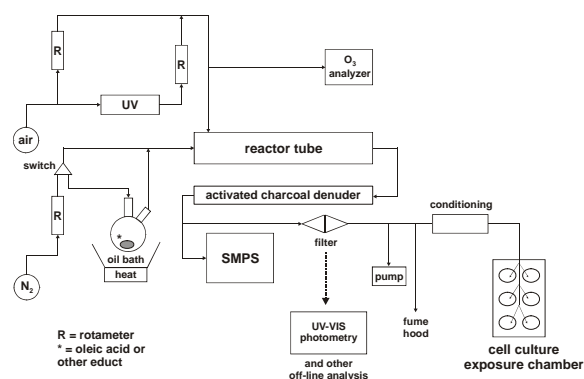 R
R
O3
analyzer
UV
air
switch
reactor tube
activated charcoal denuder
conditioning
R
*
oil bath
heat
filter
SMPS
pump
N2
UV-VIS
photometry
fume
hood
R = rotameter
* = oleic acid or
other educt
and other
off-line analysis
cell culture
exposure chamber